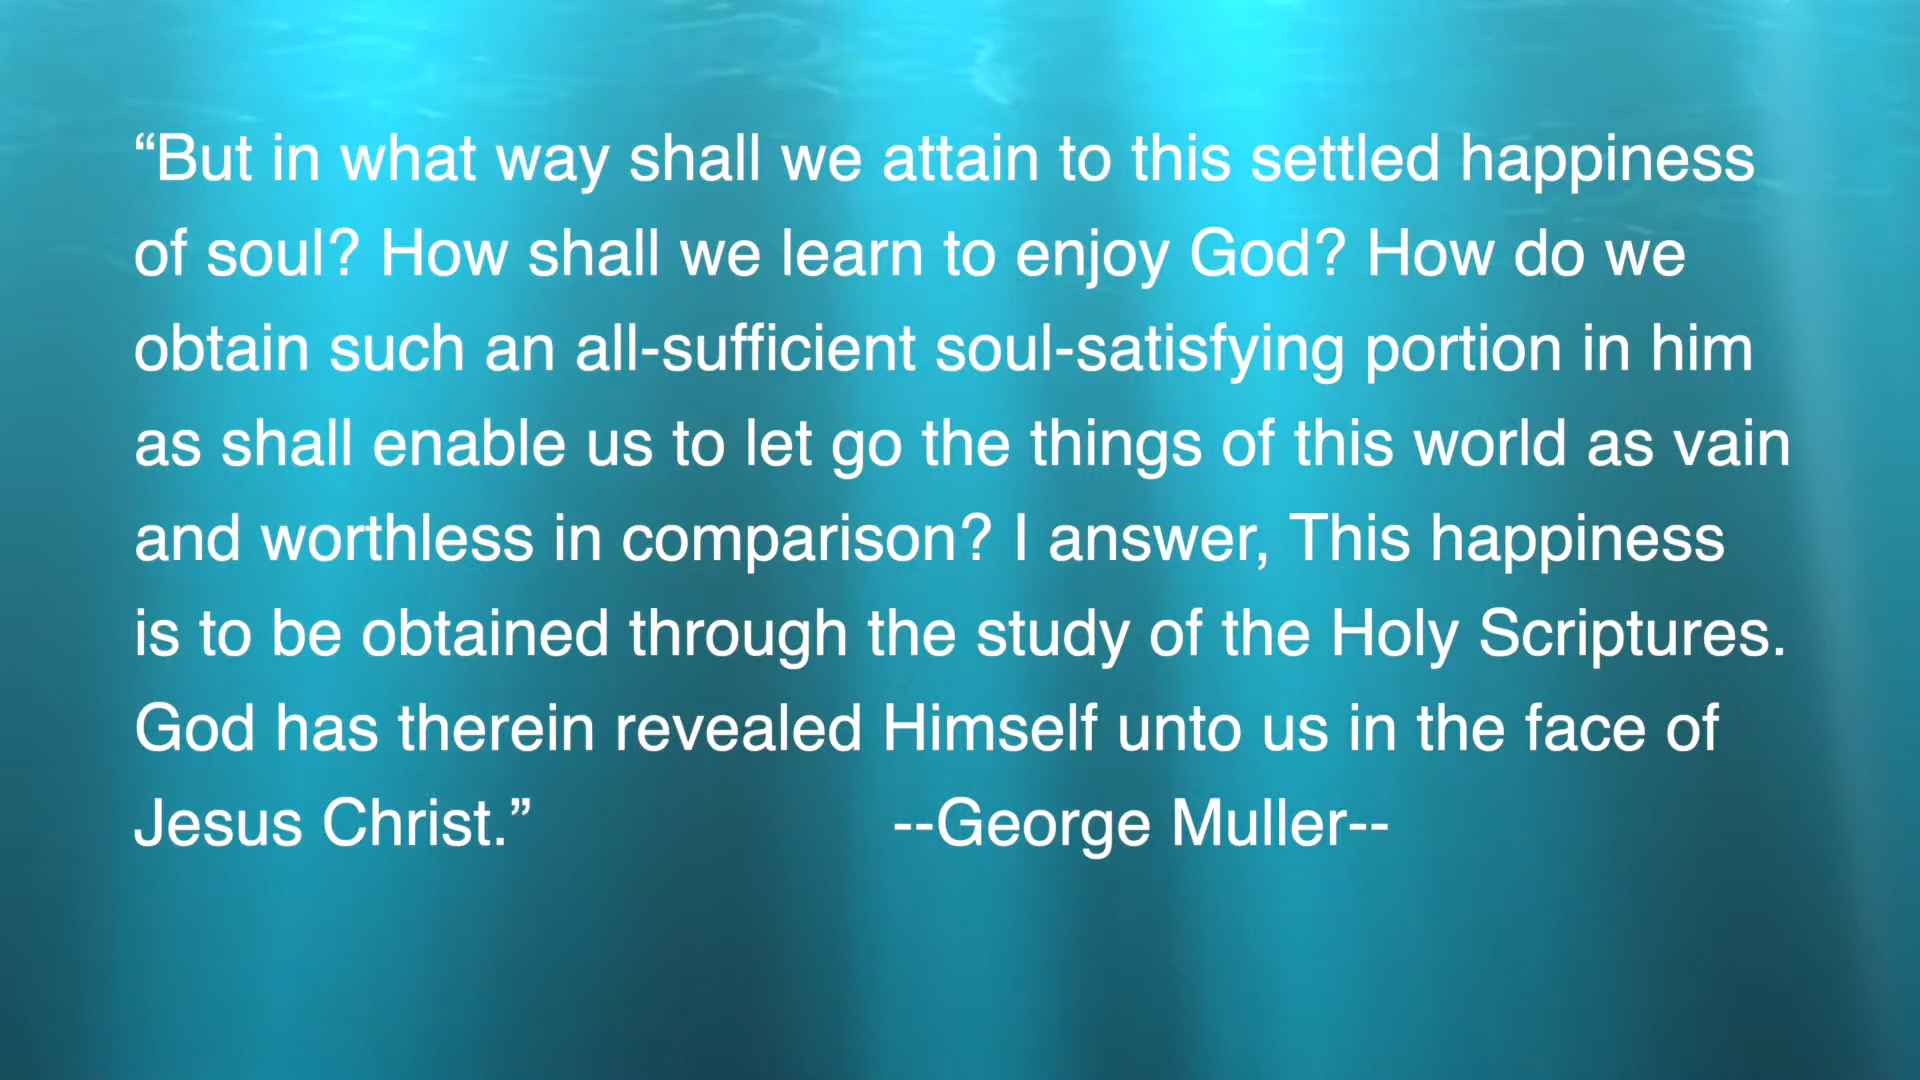 “But in what way shall we attain to this settled happiness
of soul? How shall we learn to enjoy God? How do we
obtain such an all-sufficient soul-satisfying portion in him
as shall enable us to let go the things of this world as vain
and worthless in comparison? I answer, This happiness
is to be obtained through the study of the Holy Scriptures.
God has therein revealed Himself unto us in the face of
Jesus Christ.” --George Muller--